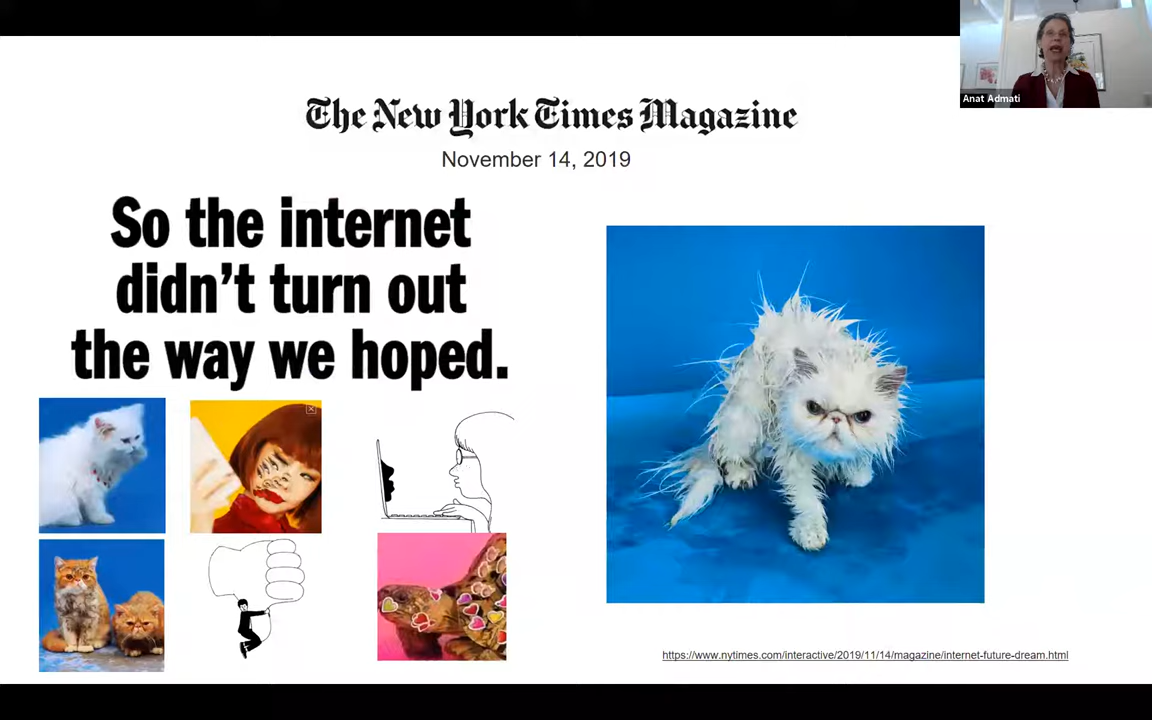 Anat Admati
The New York Times Magazine
November 14, 2019
So the internet
didn't turn out
the way we hoped.
https://www.nytimes.com/interactive/2019/11/14/magazine/internet-future-dream.html